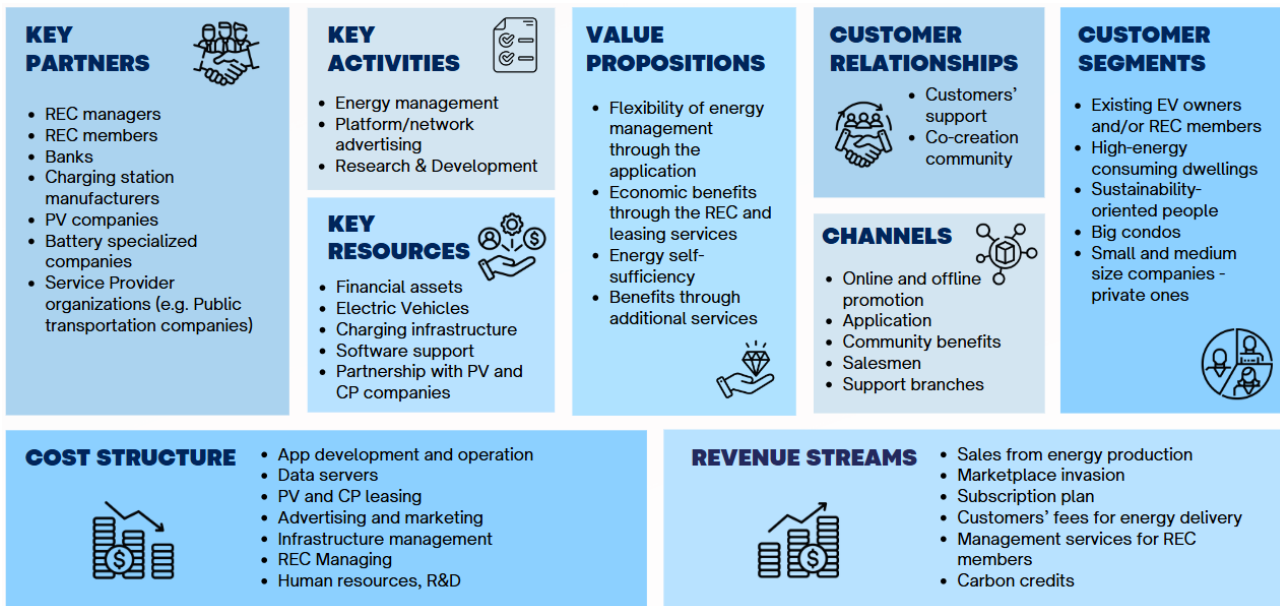 KEY
PARTNERS
• REC managers
• REC members
• Banks
• Charging station
manufacturers
• PV companies
• Battery specialized
companies
• Service Provider
organizations (e.g. Public
transportation companies)
KEY
ACTIVITIES
• Energy management
• Platform/network
advertising
• Research & Development
KEY
RESOURCES
$
• Financial assets
• Electric Vehicles
• Charging infrastructure
• Software support
• Partnership with PV and
CP companies
VALUE
PROPOSITIONS
• Flexibility of energy
management
through the
application
• Economic benefits
through the REC and
leasing services
• Energy self-
sufficiency
• Benefits through
additional services
CUSTOMER
RELATIONSHIPS
• Customers'
support
• Co-creation
community
CHANNELS
• Online and offline
promotion
• Application
• Community benefits
• Salesmen
• Support branches
CUSTOMER
SEGMENTS
• Existing EV owners
and/or REC members
• High-energy
consuming dwellings
• Sustainability-
oriented people
• Big condos
• Small and medium
size companies -
private ones
COST STRUCTURE
$
• App development and operation
• Data servers
• PV and CP leasing
• Advertising and marketing
• Infrastructure management
• REC Managing
• Human resources, R&D
REVENUE STREAMS
$
• Sales from energy production
• Marketplace invasion
• Subscription plan
• Customers' fees for energy delivery
• Management services for REC
members
• Carbon credits